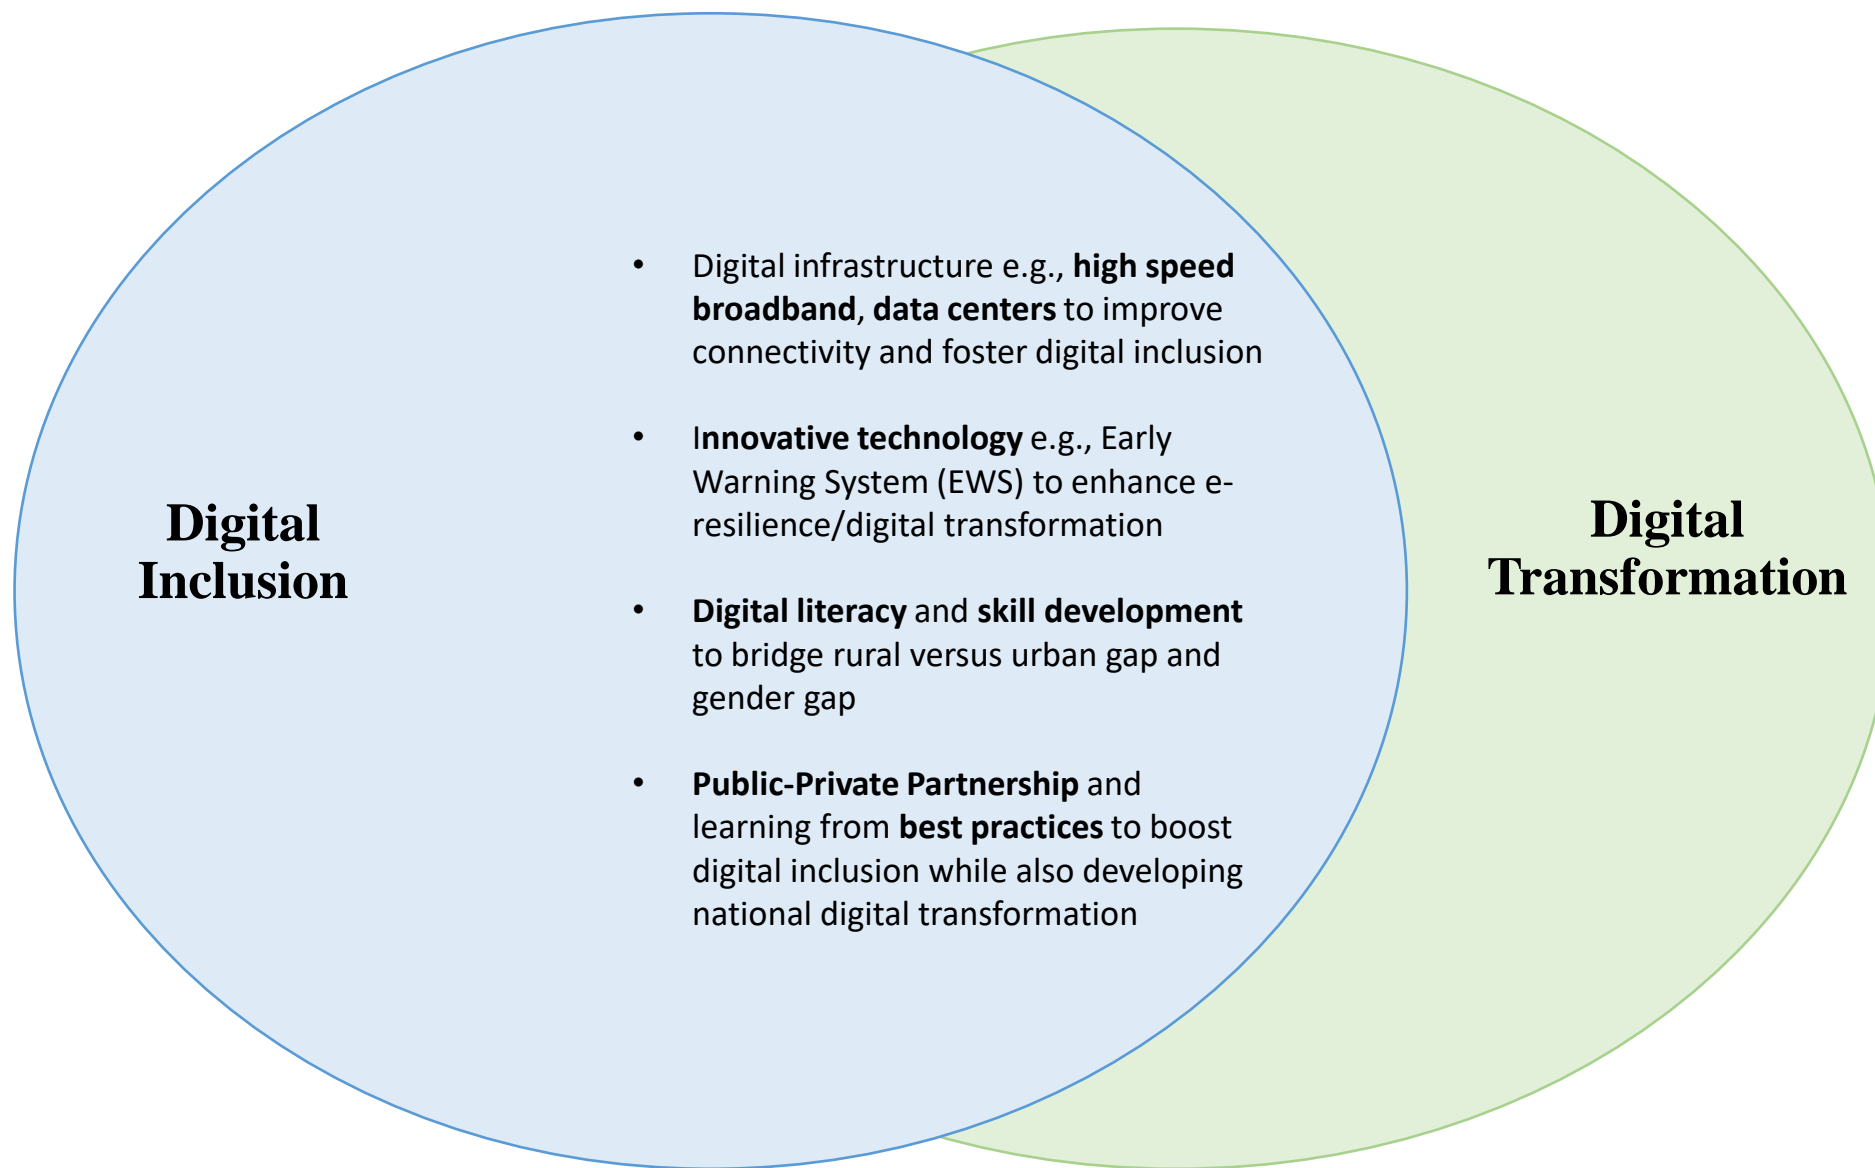 Digital
Inclusion
• Digital infrastructure e.g., high speed
broadband, data centers to improve
connectivity and foster digital inclusion
• Innovative technology e.g., Early
Warning System (EWS) to enhance e-
resilience/digital transformation
• Digital literacy and skill development
to bridge rural versus urban gap and
gender gap
• Public-Private Partnership and
learning from best practices to boost
digital inclusion while also developing
national digital transformation
Digital
Transformation